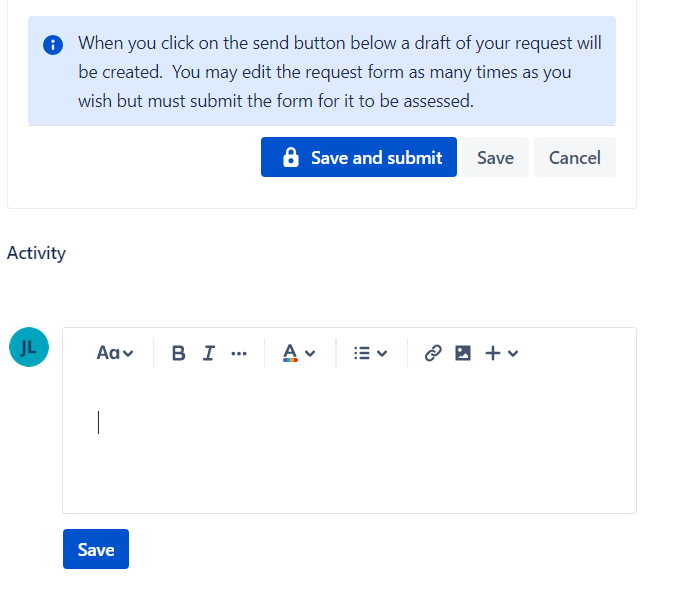 When you click on the send button below a draft of your request will
be created.  You may edit the request form as many times as you
wish but must submit the form for it to be assessed.
Save and submit Save Cancel
Activity
JL
Aa B I ... A
Save